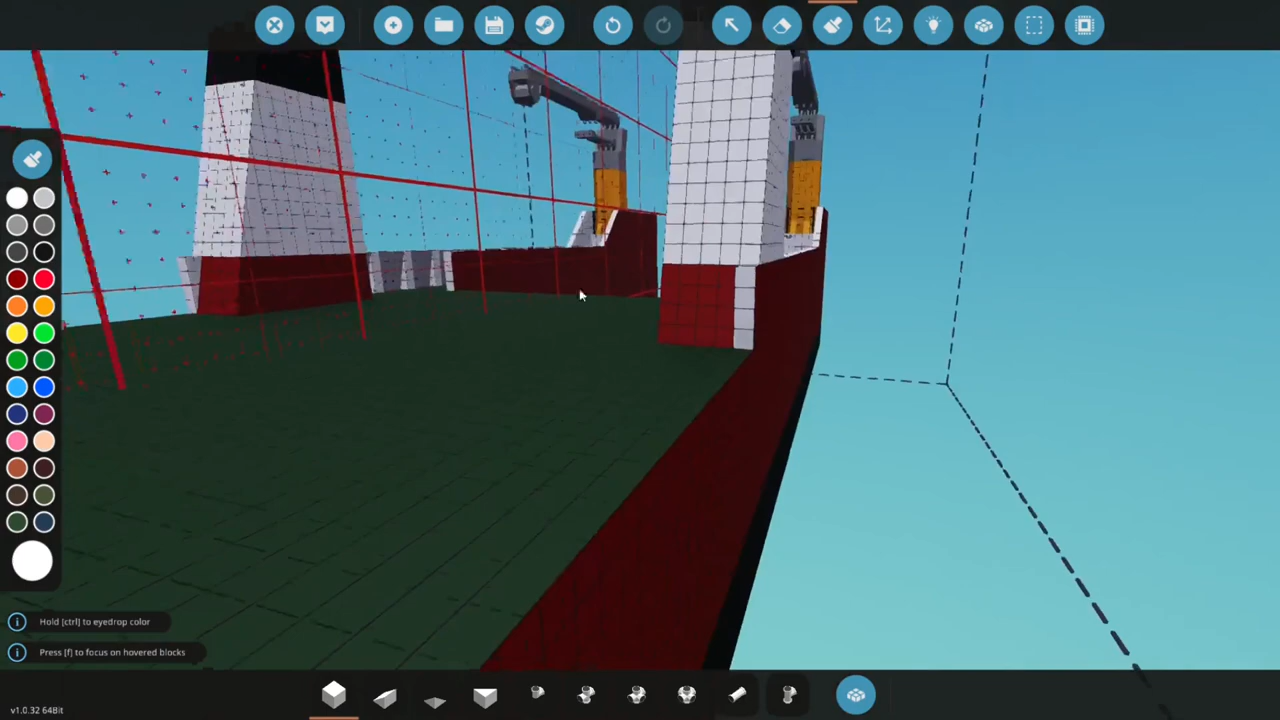 Hold [ctrl] to eyedrop color
Press [f] to focus on hovered blocks
v1.0.32 64Bit